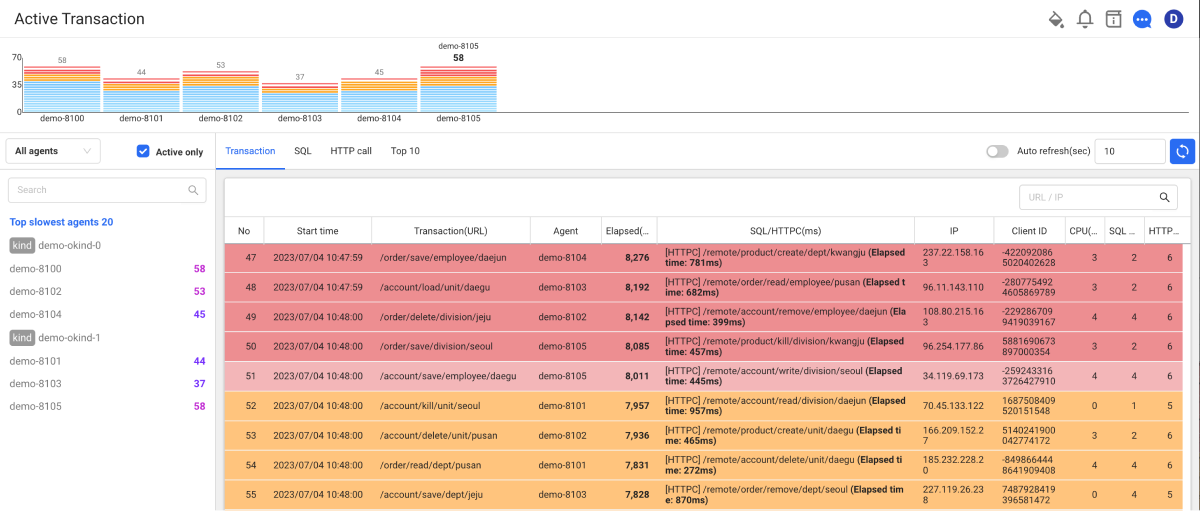 Active Transaction
D
demo-8105
70
35
0
58
44
53
37
45
58
demo-8100
demo-8101
demo-8102
demo-8103
demo-8104
demo-8105
All agents
Active only
Transaction SQL HTTP call Top 10
Auto refresh(sec) 10
Search
URL / IP
Top slowest agents 20
kind demo-okind-0
demo-8100 58
demo-8102 53
demo-8104 45
kind demo-okind-1
demo-8101 44
demo-8103 37
demo-8105 58
No Start time Transaction(URL) Agent Elapsed(... SQL/HTTPC(ms) IP Client ID CPU(... SQL ... HTTP...
47 2023/07/04 10:47:59 /order/save/employee/daejun demo-8104 8,276 [HTTPC] /remote/product/create/dept/kwangju (Elapsed time: 781ms) 237.22.158.163 -4220920865020402628 3 2 6
48 2023/07/04 10:47:59 /account/load/unit/daegu demo-8103 8,192 [HTTPC] /remote/order/read/employee/pusan (Elapsed time: 682ms) 96.11.143.110 -2807754924605869789 3 2 6
49 2023/07/04 10:48:00 /order/delete/division/jeju demo-8102 8,142 [HTTPC] /remote/account/remove/employee/daejun (Elapsed time: 399ms) 108.80.215.163 -2292867099419039167 4 4 6
50 2023/07/04 10:48:00 /order/save/division/seoul demo-8105 8,085 [HTTPC] /remote/product/kill/division/kwangju (Elapsed time: 457ms) 96.254.177.86 5881690673897000354 3 2 6
51 2023/07/04 10:48:00 /account/save/employee/daegu demo-8105 8,011 [HTTPC] /remote/account/write/division/seoul (Elapsed time: 445ms) 34.119.69.173 -2592433163726427910 4 4 6
52 2023/07/04 10:48:00 /account/kill/unit/seoul demo-8101 7,957 [HTTPC] /remote/account/read/division/daejun (Elapsed time: 957ms) 70.45.133.122 1687508409520151548 0 1 5
53 2023/07/04 10:48:00 /account/delete/unit/pusan demo-8102 7,936 [HTTPC] /remote/product/create/unit/daegu (Elapsed time: 465ms) 166.209.152.27 5140241900042774172 3 2 6
54 2023/07/04 10:48:00 /order/read/dept/pusan demo-8101 7,831 [HTTPC] /remote/account/delete/unit/daegu (Elapsed time: 272ms) 185.232.228.20 -8498664448641909408 4 4 6
55 2023/07/04 10:48:00 /account/save/dept/jeju demo-8103 7,828 [HTTPC] /remote/order/remove/dept/seoul (Elapsed time: 870ms) 227.119.26.238 7487928419396581472 0 4 5